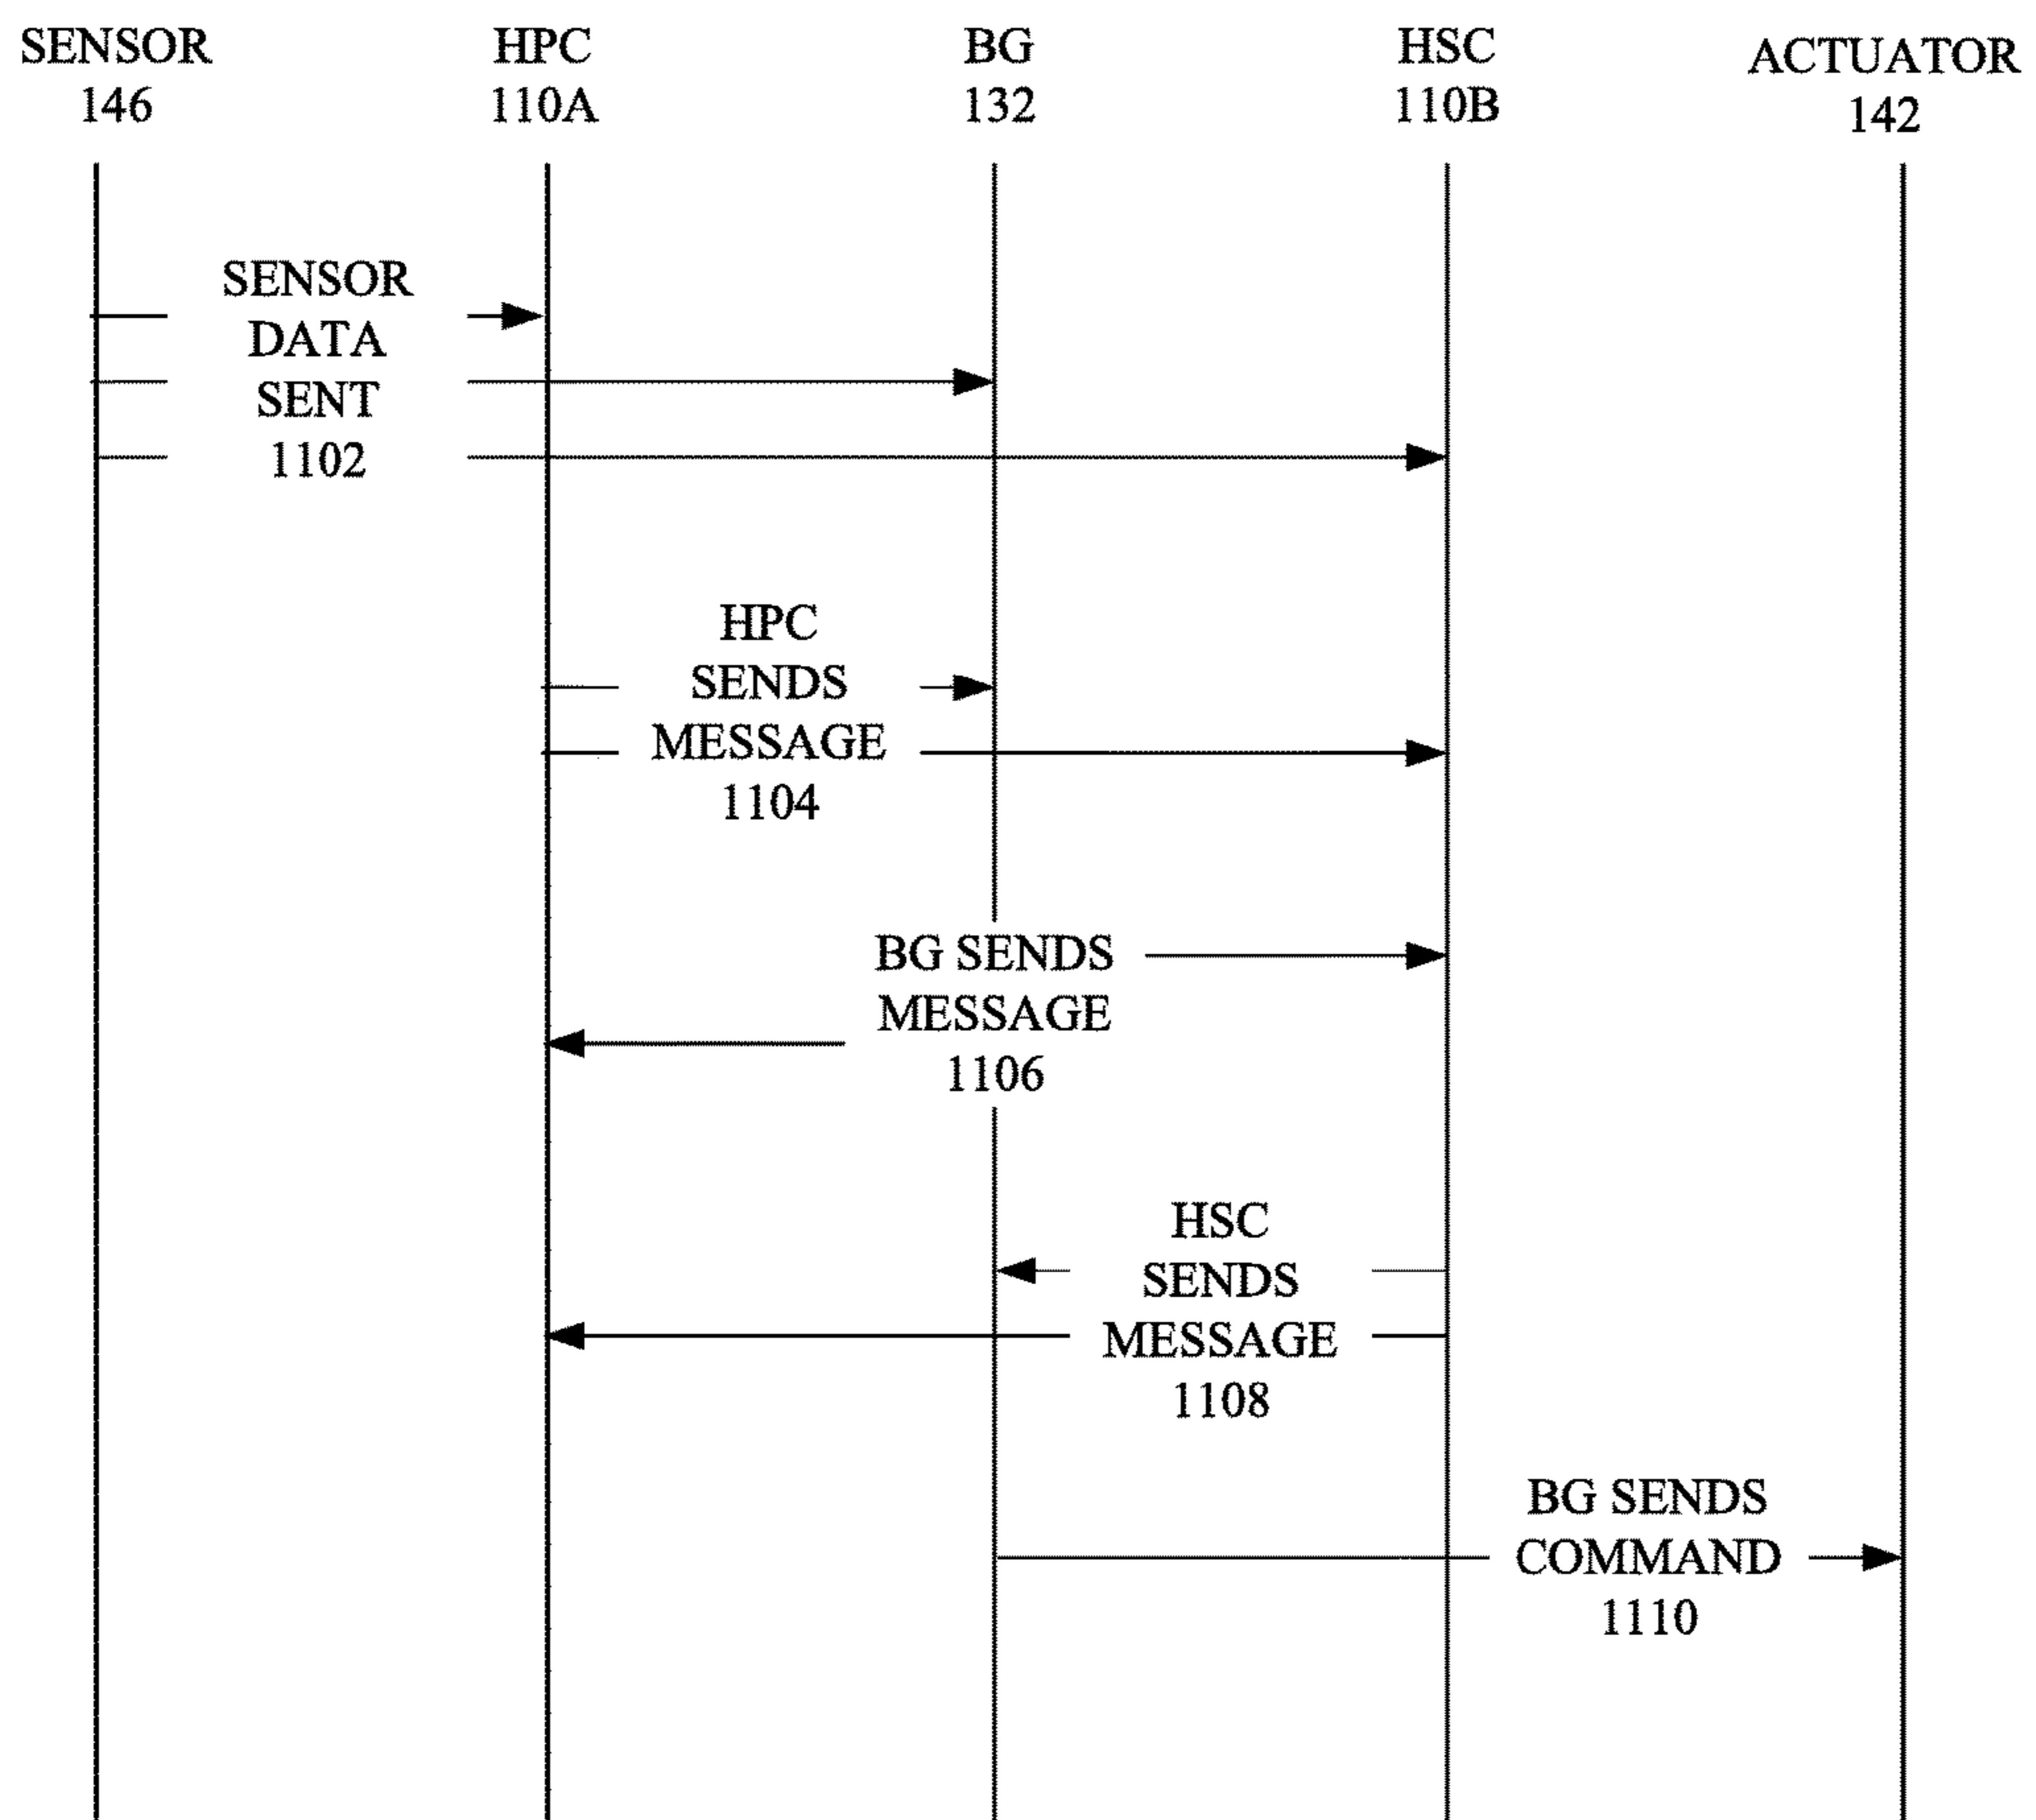 SENSOR
146
HPC
110A
BG
132
HSC
110B
ACTUATOR
142
SENSOR
DATA
SENT
1102
HPC
SENDS
MESSAGE
1104
BG SENDS
MESSAGE
1106
HSC
SENDS
MESSAGE
1108
BG SENDS
COMMAND
1110